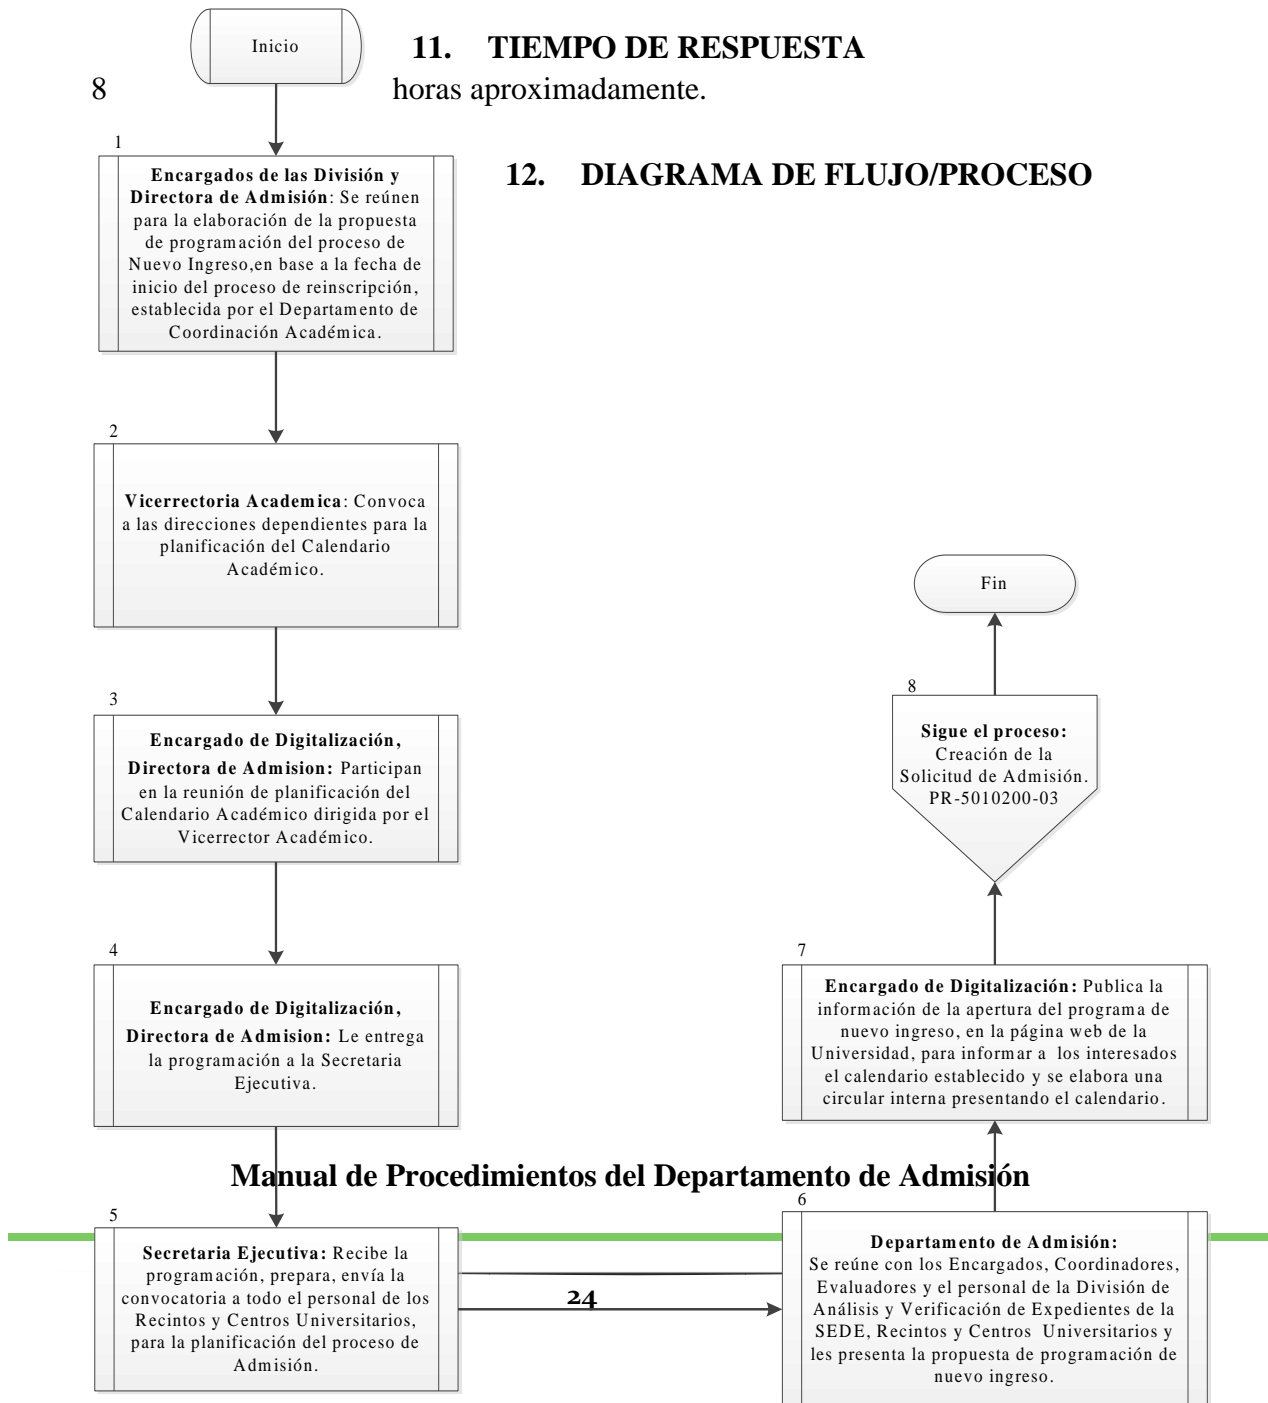 Inicio
11. TIEMPO DE RESPUESTA
8 horas aproximadamente.
12. DIAGRAMA DE FLUJO/PROCESO
1
Encargados de las División y
Directora de Admisión: Se reúnen
para la elaboración de la propuesta
de programación del proceso de
Nuevo Ingreso,en base a la fecha de
inicio del proceso de reinscripción,
establecida por el Departamento de
Coordinación Académica.
2
Vicerrectoria Academica: Convoca
a las direcciones dependientes para la
planificación del Calendario
Académico.
3
Encargado de Digitalización,
Directora de Admision: Participan
en la reunión de planificación del
Calendario Académico dirigida por el
Vicerrector Académico.
4
Encargado de Digitalización,
Directora de Admision: Le entrega
la programación a la Secretaria
Ejecutiva.
5
Secretaria Ejecutiva: Recibe la
programación, prepara, envía la
convocatoria a todo el personal de los
Recintos y Centros Universitarios,
para la planificación del proceso de
Admisión.
6
Departamento de Admisión:
Se reúne con los Encargados, Coordinadores,
Evaluadores y el personal de la División de
Análisis y Verificación de Expedientes de la
SEDE, Recintos y Centros Universitarios y
les presenta la propuesta de programación de
nuevo ingreso.
7
Encargado de Digitalización: Publica la
información de la apertura del programa de
nuevo ingreso, en la página web de la
Universidad, para informar a los interesados
el calendario establecido y se elabora una
circular interna presentando el calendario.
8
Sigue el proceso:
Creación de la
Solicitud de Admisión.
PR-5010200-03
Fin
Manual de Procedimientos del Departamento de Admisión
24